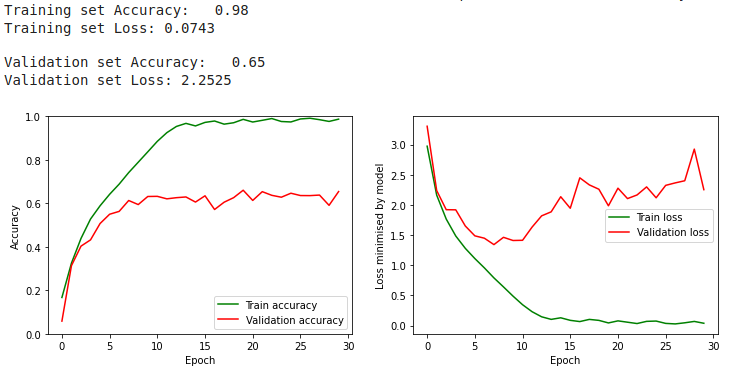 Training set Accuracy:   0.98
Training set Loss: 0.0743
Validation set Accuracy:   0.65
Validation set Loss: 2.2525
1.0
0.8
0.6
0.4
0.2
0.0
Accuracy
0 5 10 15 20 25 30
Epoch
Train accuracy
Validation accuracy
3.0
2.5
2.0
1.5
1.0
0.5
0.0
Loss minimised by model
0 5 10 15 20 25 30
Epoch
Train loss
Validation loss